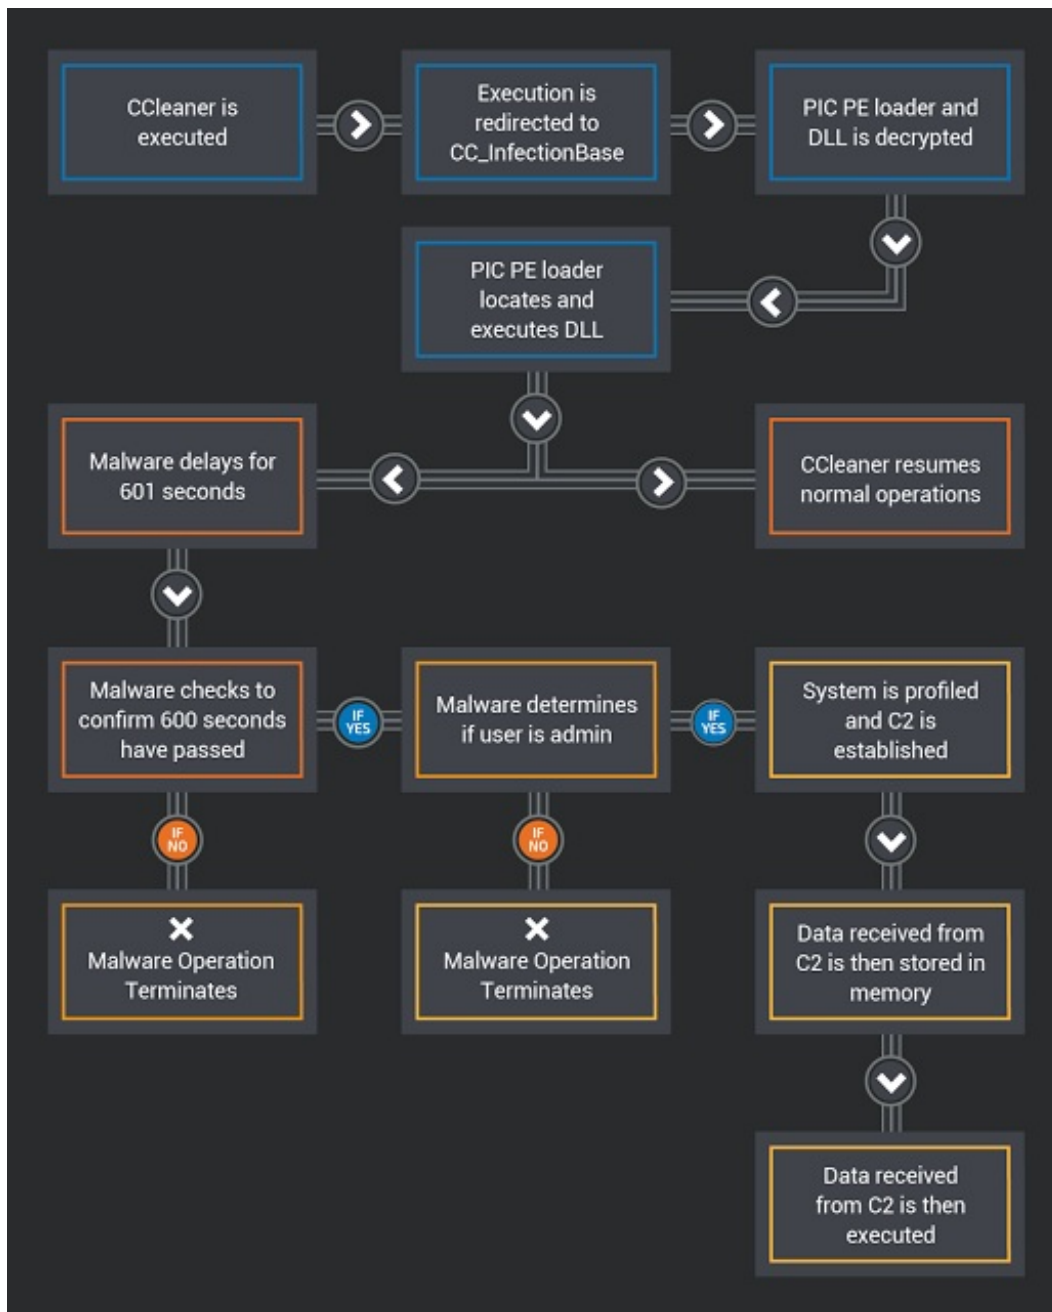 CCleaner is
executed
Execution is
redirected to
CC_InfectionBase
PIC PE loader and
DLL is decrypted
PIC PE loader
locates and
executes DLL
Malware delays for
601 seconds
CCleaner resumes
normal operations
Malware checks to
confirm 600 seconds
have passed
IF
YES
Malware determines
if user is admin
IF
YES
System is profiled
and C2 is
established
IF
NO
IF
NO
Malware Operation
Terminates
Malware Operation
Terminates
Data received from
C2 is then stored in
memory
Data received
from C2 is then
executed